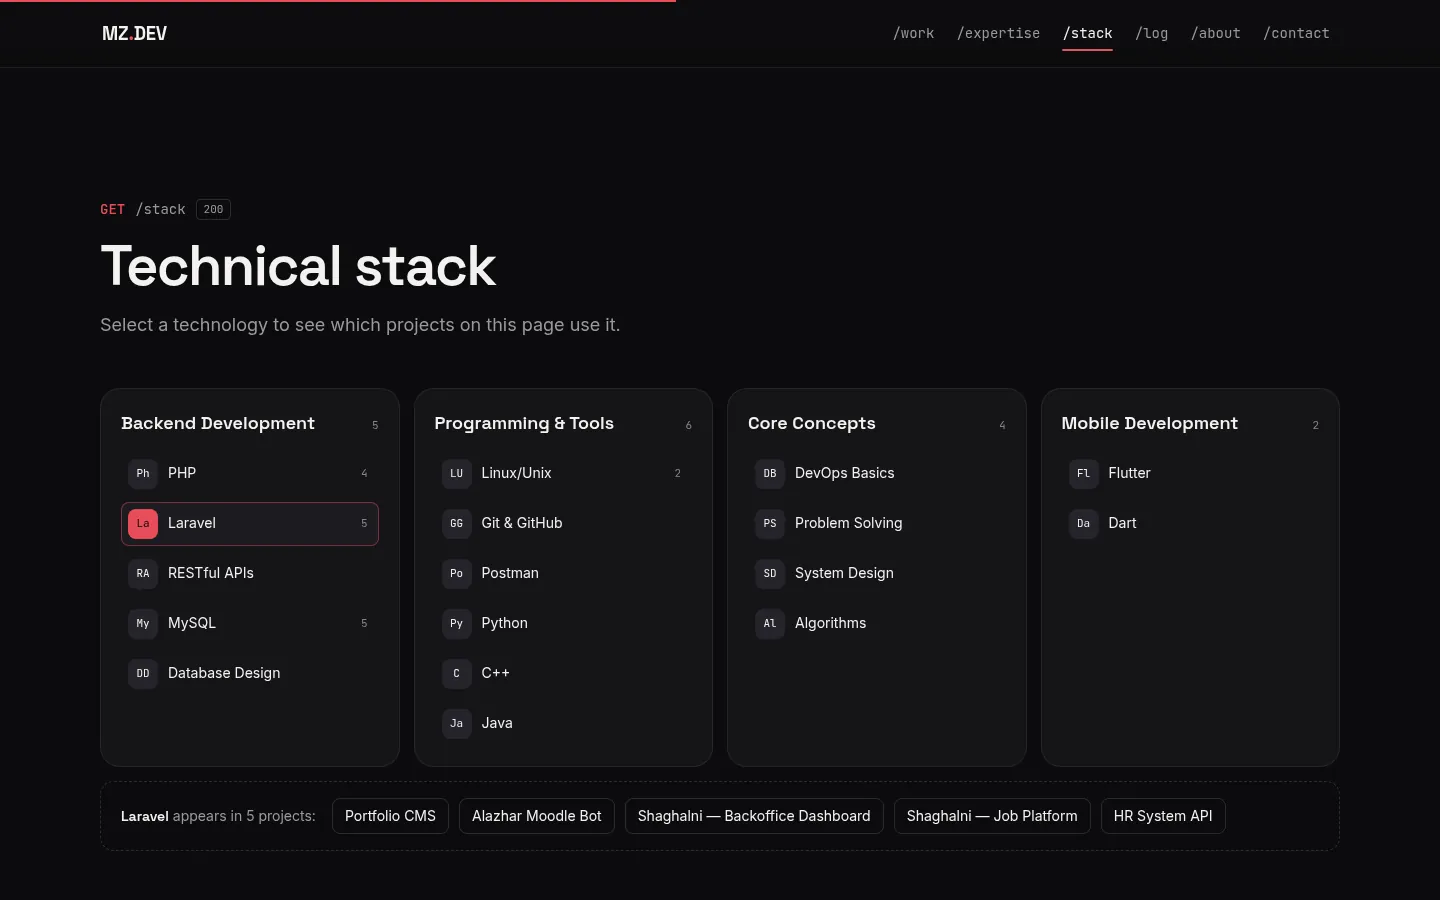 MZ.DEV
/work /expertise /stack /log /about /contact
GET /stack 200
Technical stack
Select a technology to see which projects on this page use it.
Backend Development 5
Ph PHP 4
La Laravel 5
RA RESTful APIs
My MySQL 5
DD Database Design
Programming & Tools 6
LU Linux/Unix 2
GG Git & GitHub
Po Postman
Py Python
C C++
Ja Java
Core Concepts 4
DB DevOps Basics
PS Problem Solving
SD System Design
Al Algorithms
Mobile Development 2
Fl Flutter
Da Dart
Laravel appears in 5 projects: Portfolio CMS Alazhar Moodle Bot Shaghalni — Backoffice Dashboard Shaghalni — Job Platform HR System API